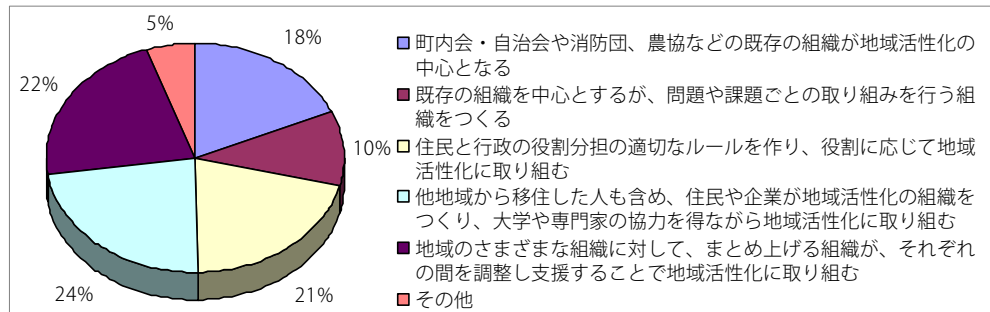 5%
18%
22%
10%
24%
21%
町内会・自治会や消防団、農協などの既存の組織が地域活性化の
中心となる
既存の組織を中心とするが、問題や課題ごとの取り組みを行う組
織をつくる
住民と行政の役割分担の適切なルールを作り、役割に応じて地域
活性化に取り組む
他地域から移住した人も含め、住民や企業が地域活性化の組織を
つくり、大学や専門家の協力を得ながら地域活性化に取り組む
地域のさまざまな組織に対して、まとめ上げる組織が、それぞれ
の間を調整し支援することで地域活性化に取り組む
その他